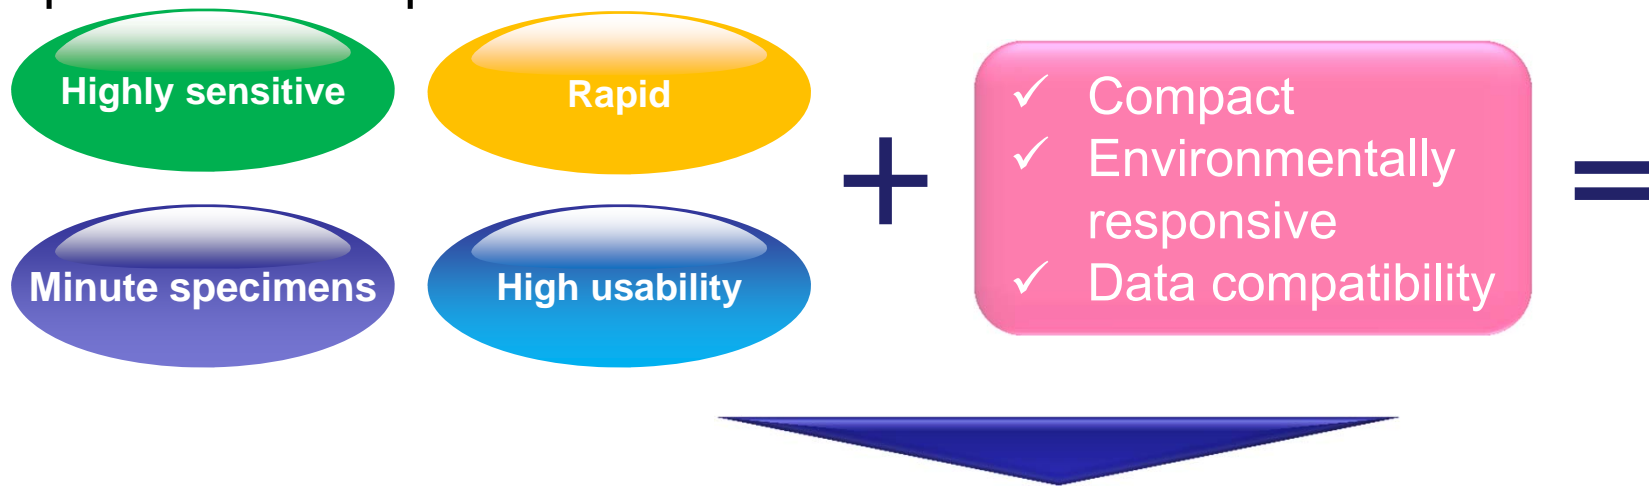 Highly sensitive
Rapid
Minute specimens
High usability
+
✓ Compact
✓ Environmentally
responsive
✓ Data compatibility
=